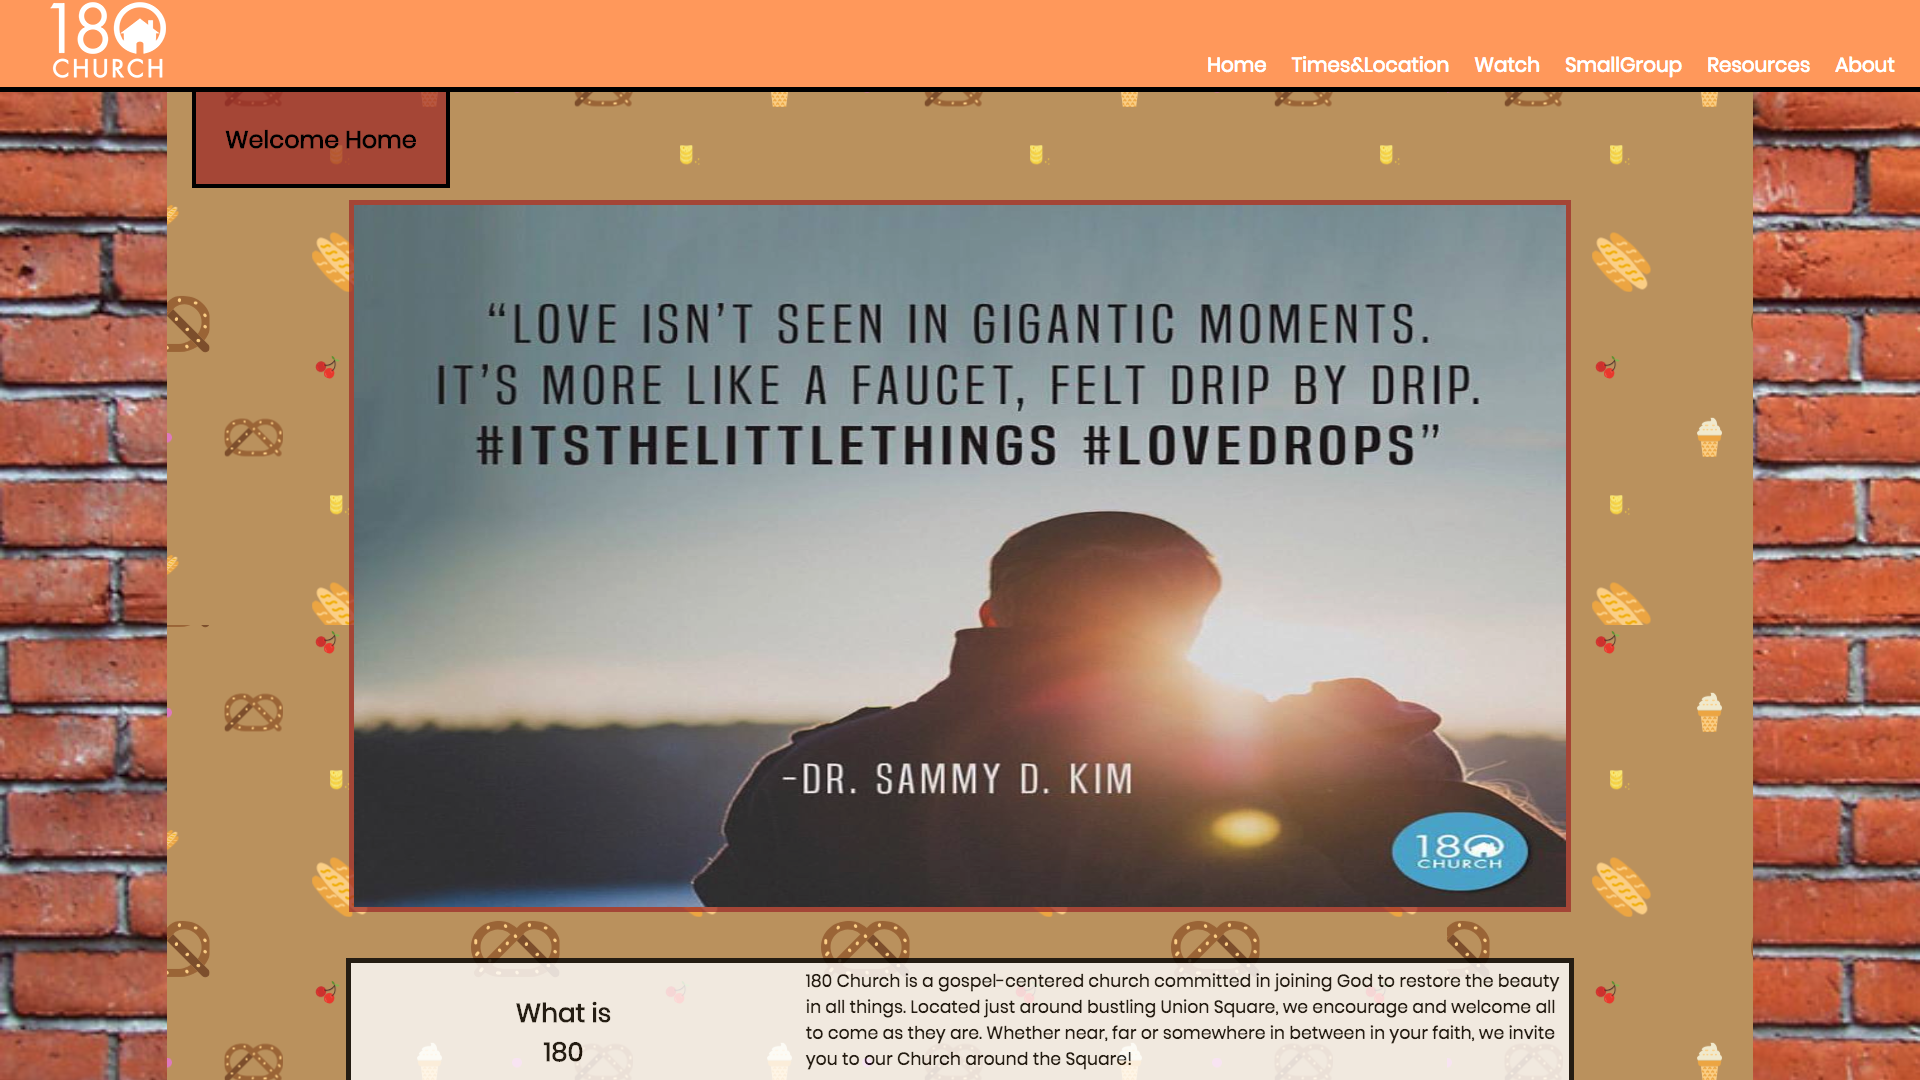 180
CHURCH
Home Times&Location Watch SmallGroup Resources About
Welcome Home
“LOVE ISN’T SEEN IN GIGANTIC MOMENTS.
IT’S MORE LIKE A FAUCET, FELT DRIP BY DRIP.
#ITSTHELITTLETHINGS #LOVEDROPS”
-DR. SAMMY D. KIM
180
CHURCH
What is
180
180 Church is a gospel-centered church committed in joining God to restore the beauty
in all things. Located just around bustling Union Square, we encourage and welcome all
to come as they are. Whether near, far or somewhere in between in your faith, we invite
you to our Church around the Square!